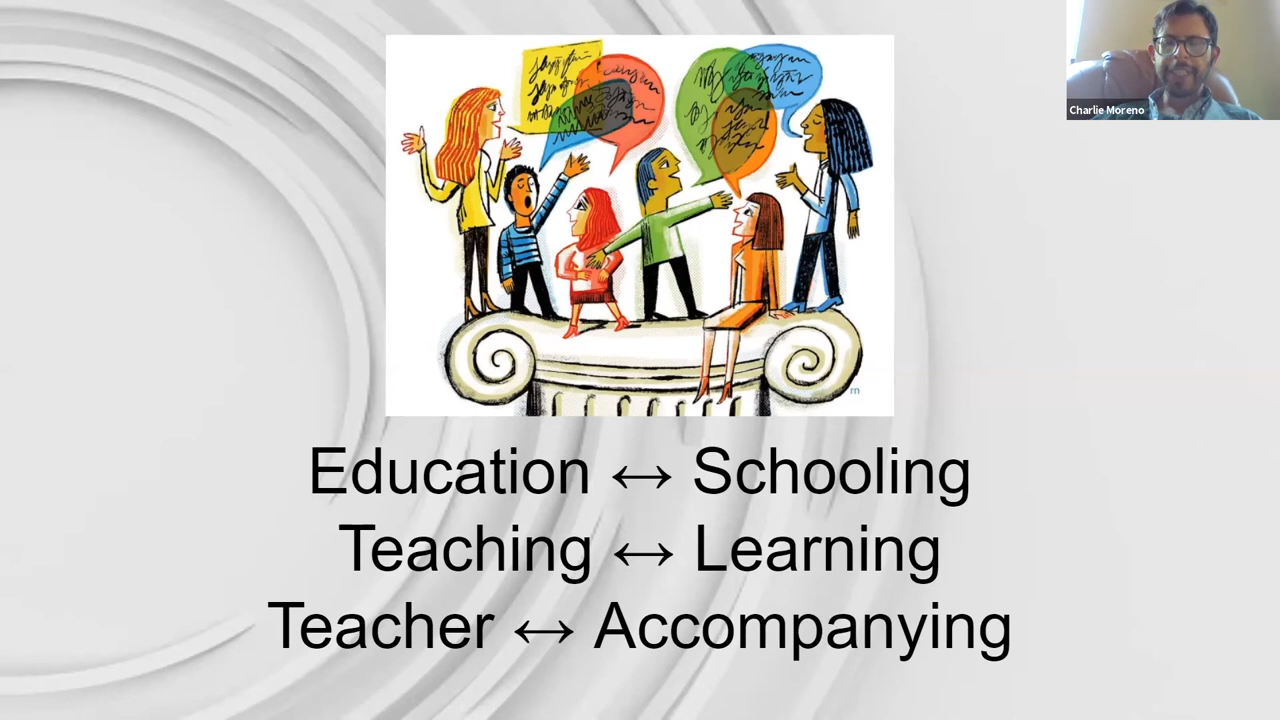 Charlie Moreno
m
Education ↔ Schooling
Teaching ↔ Learning
Teacher ↔ Accompanying